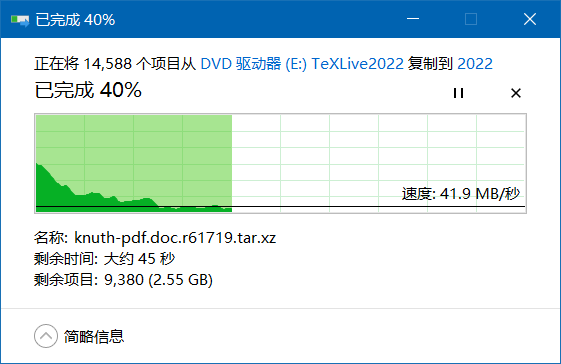 已完成 40%
正在将 14,588 个项目从 DVD 驱动器 (E:) TeXLive2022 复制到 2022
已完成 40%
速度: 41.9 MB/秒
名称: knuth-pdf.doc.r61719.tar.xz
剩余时间: 大约 45 秒
剩余项目: 9,380 (2.55 GB)
简略信息